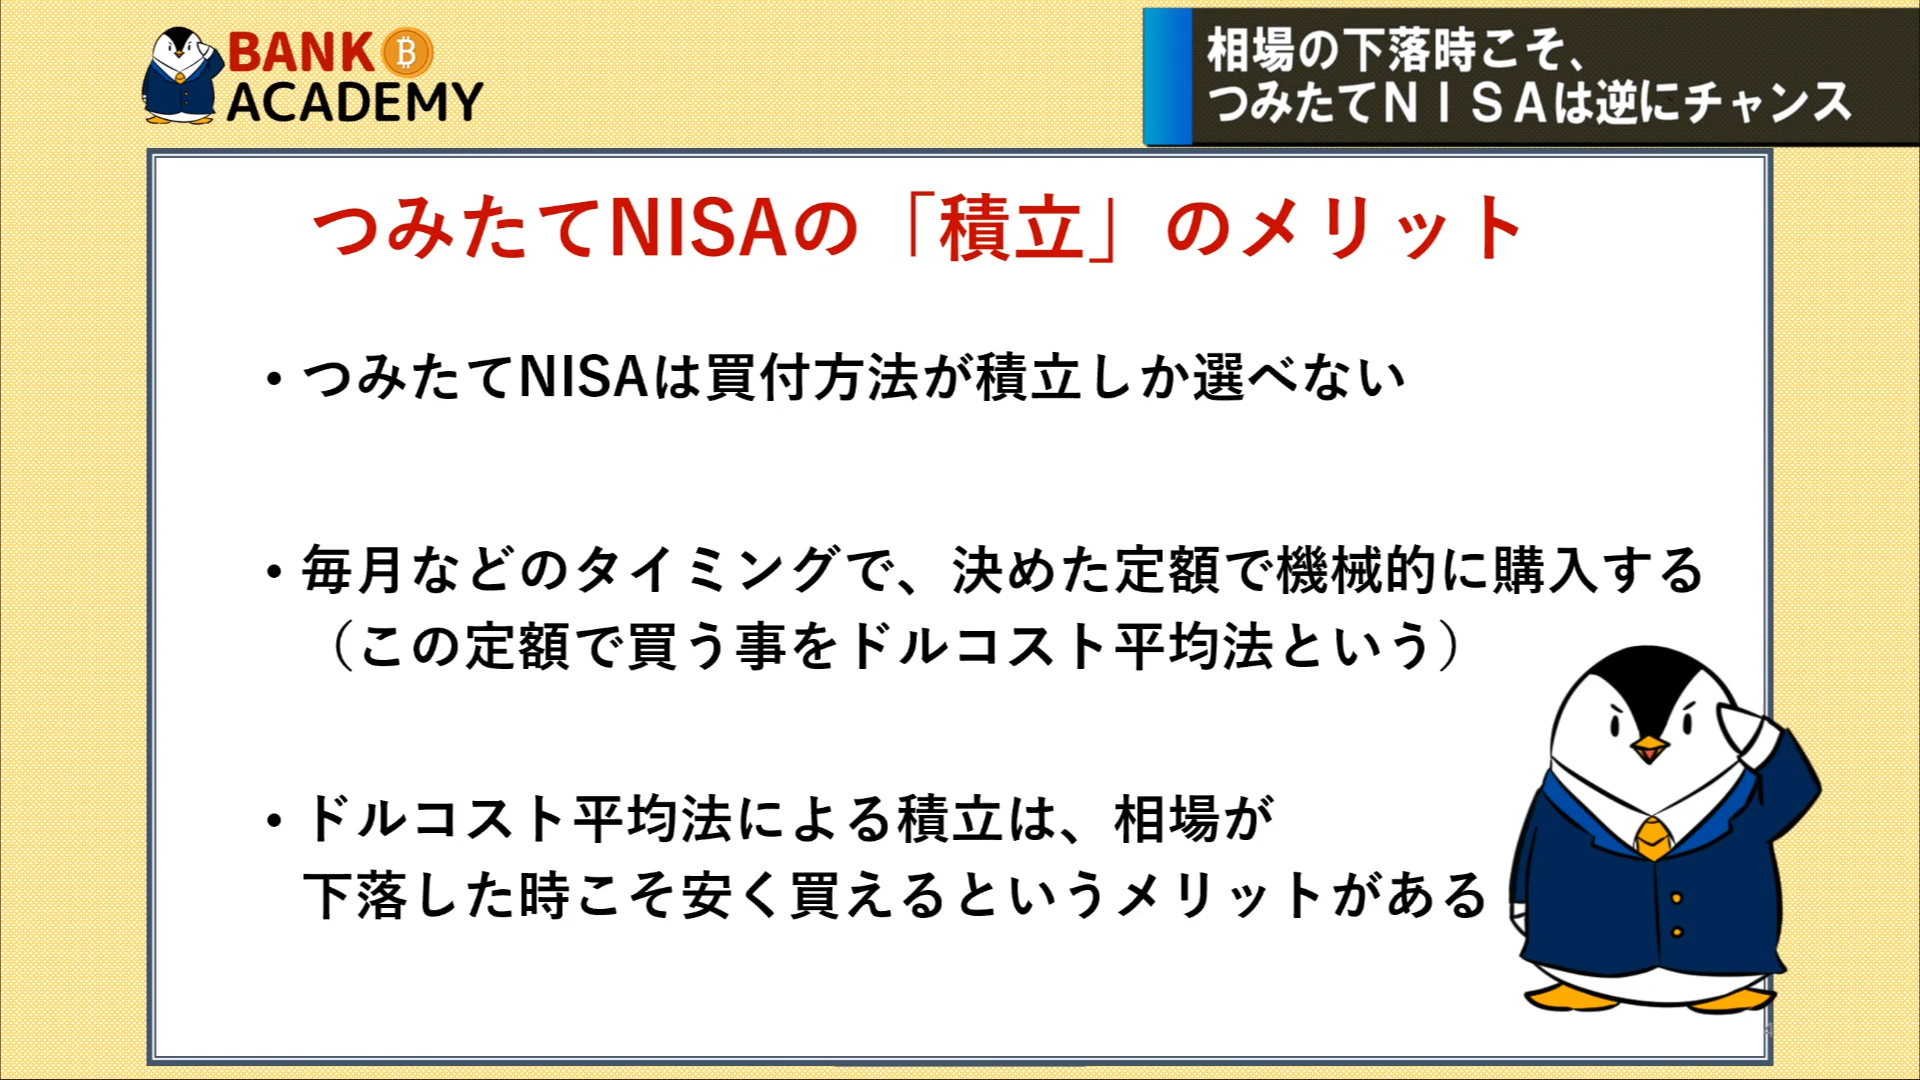 BANK
ACADEMY
相場の下落時こそ、
つみたてＮＩＳＡは逆にチャンス
つみたてNISAの「積立」のメリット
・つみたてNISAは買付方法が積立しか選べない
・毎月などのタイミングで、決めた定額で機械的に購入する
（この定額で買う事をドルコスト平均法という）
・ドルコスト平均法による積立は、相場が
下落した時こそ安く買えるというメリットがある